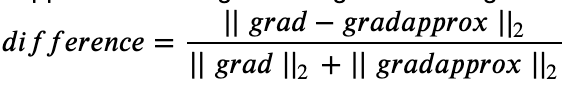 difference = || grad − gradapprox ||₂ / || grad ||₂ + || gradapprox ||₂